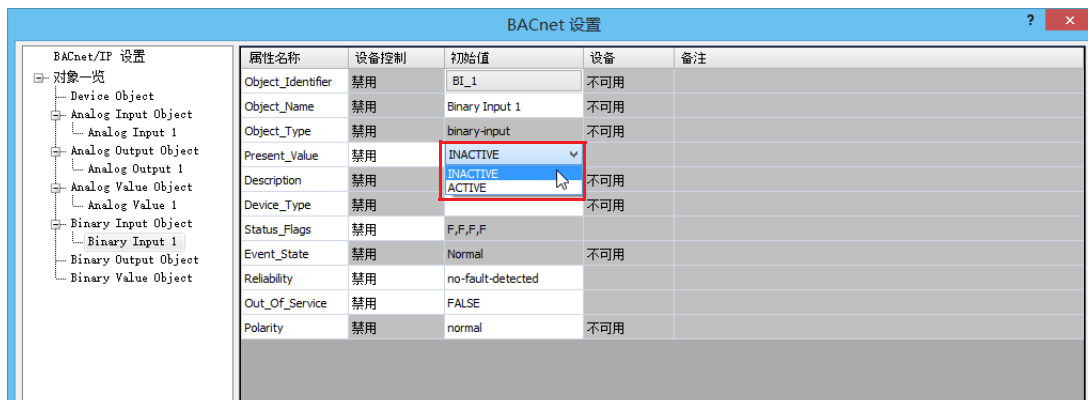 BACnet 设置
?
×
BACnet/IP 设置
对象一览
Device Object
Analog Input Object
Analog Input 1
Analog Output Object
Analog Output 1
Analog Value Object
Analog Value 1
Binary Input Object
Binary Input 1
Binary Output Object
Binary Value Object
属性名称 设备控制 初始值 设备 备注
Object_Identifier 禁用 BI_1 不可用
Object_Name 禁用 Binary Input 1 不可用
Object_Type 禁用 binary-input 不可用
Present_Value 禁用 INACTIVE
INACTIVE
ACTIVE
Description 禁用 不可用
Device_Type 禁用 不可用
Status_Flags 禁用 F,F,F,F
Event_State 禁用 Normal 不可用
Reliability 禁用 no-fault-detected
Out_Of_Service 禁用 FALSE
Polarity 禁用 normal 不可用